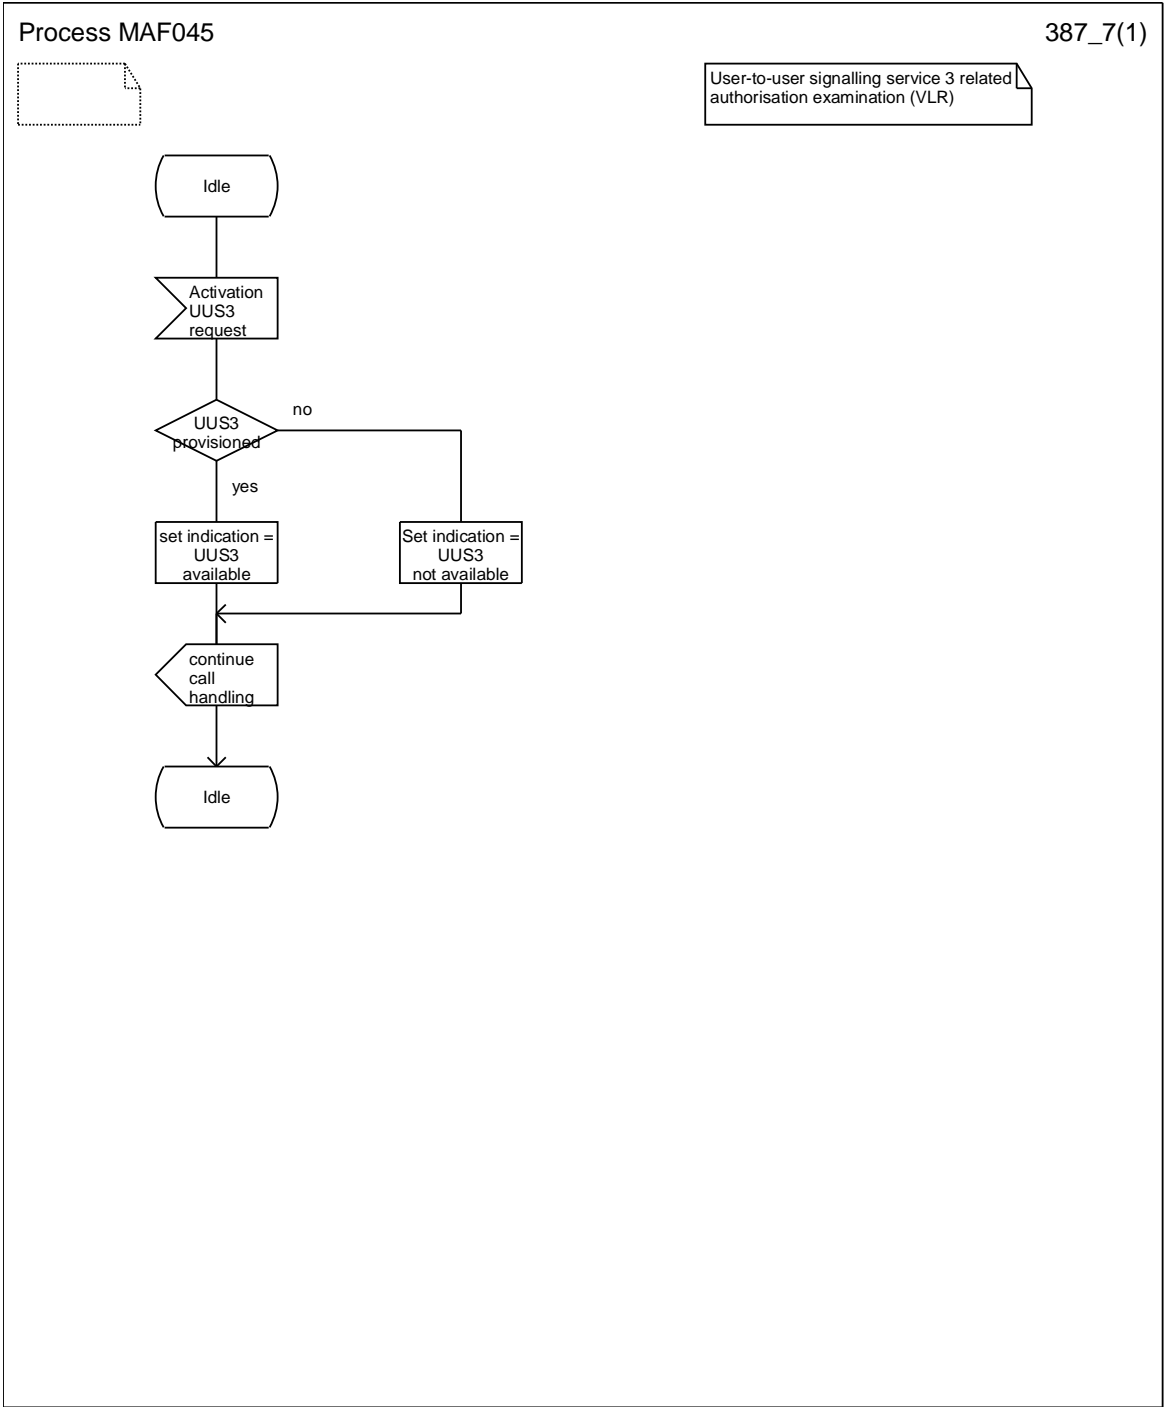 Process MAF045
387_7(1)
User-to-user signalling service 3 related
authorisation examination (VLR)
Idle
Activation
UUS3
request
UUS3
provisioned
no
yes
set indication =
UUS3
available
Set indication =
UUS3
not available
continue
call
handling
Idle